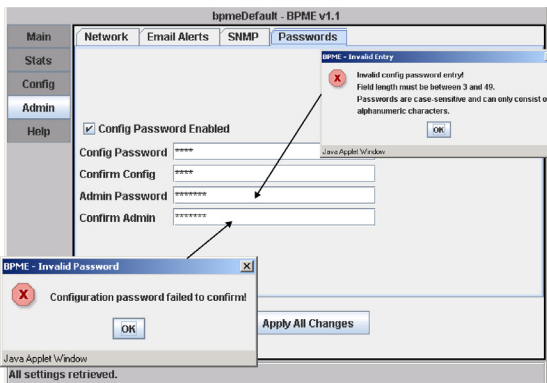 bpmeDefault - BPME v1.1
Main
Stats
Config
Admin
Help
Network
Email Alerts
SNMP
Passwords
BPME - Invalid Entry
Invalid config password entry!
Field length must be between 3 and 49.
Passwords are case-sensitive and can only consist o
alphanumeric characters.
OK
Java Applet Window
Config Password Enabled
Config Password ****
Confirm Config ****
Admin Password *******
Confirm Admin *******
BPME - Invalid Password
Configuration password failed to confirm!
OK
Java Applet Window
Apply All Changes
All settings retrieved.